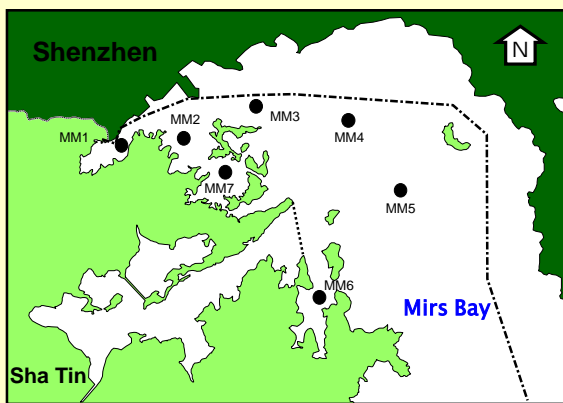 Shenzhen
N
MM1
MM2
MM3
MM4
MM7
MM5
MM6
Mirs Bay
Sha Tin